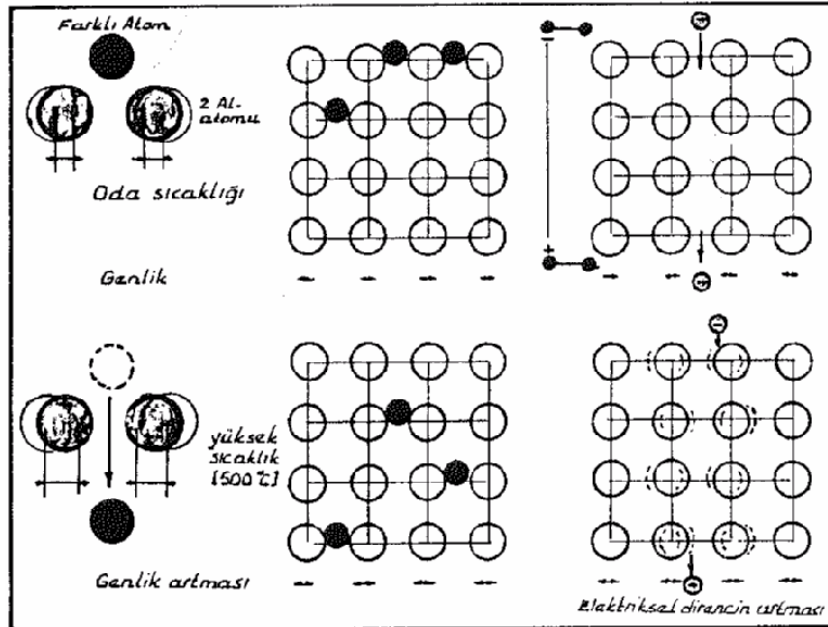 Farklı Atom
2 Al-
atomu
Oda sıcaklığı
Genlik
yüksek
sıcaklık
[500°C]
Genlik artması
Elektriksel direncin artması